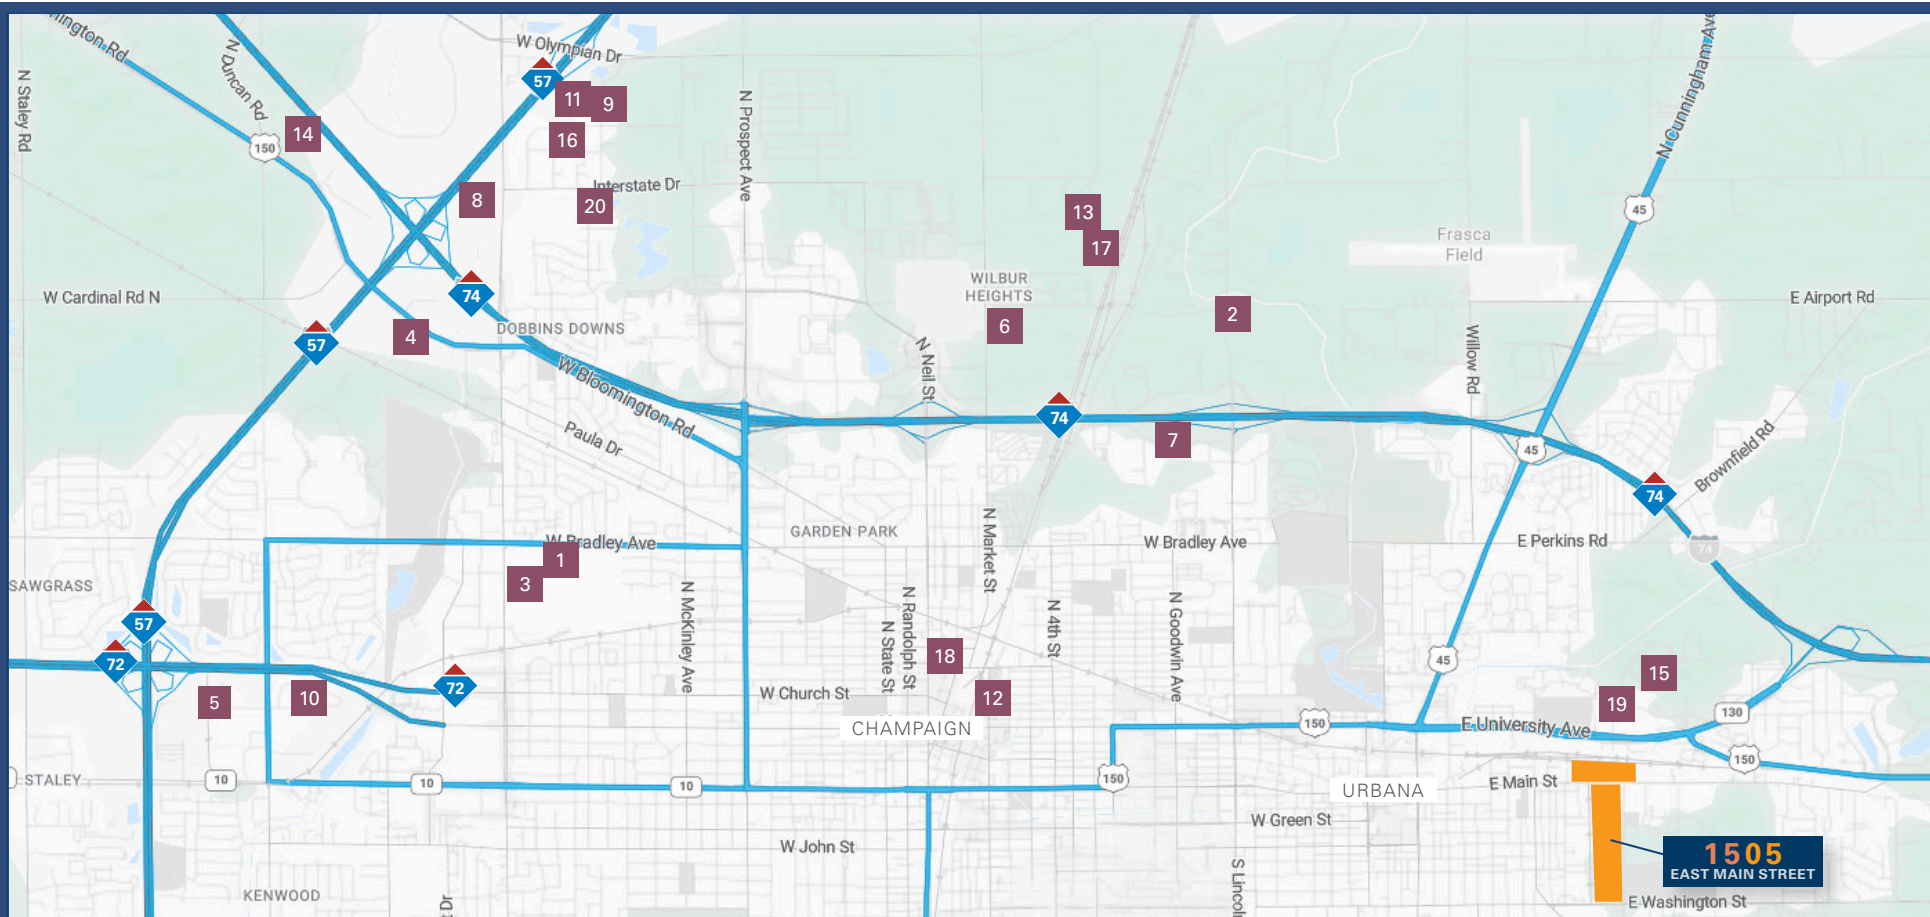 ington Rd
N Duncan Rd
W Olympian Dr
57
11
9
N Staley Rd
14
150
16
N Prospect Ave
N Cunningham Ave
8
Interstate Dr
20
13
17
45
Frasca
Field
W Cardinal Rd N
74
WILBUR
HEIGHTS
E Airport Rd
2
6
57
4
DOBBINS DOWNS
N Neil St
Willow Rd
W Bloomington Rd
74
Paula Dr
7
45
Brownfield Rd
74
GARDEN PARK
W Bradley Ave
1
3
N Market St
W Bradley Ave
E Perkins Rd
74
SAWGRASS
57
N McKinley Ave
N Randolph St
N State St
N 4th St
N Goodwin Ave
72
18
45
15
72
5
10
W Church St
12
19
CHAMPAIGN
150
E University Ave
130
150
STALEY
10
10
10
150
URBANA
E Main St
W Green St
W John St
1505
EAST MAIN STREET
S Lincol
KENWOOD
t Dr
E Washington St